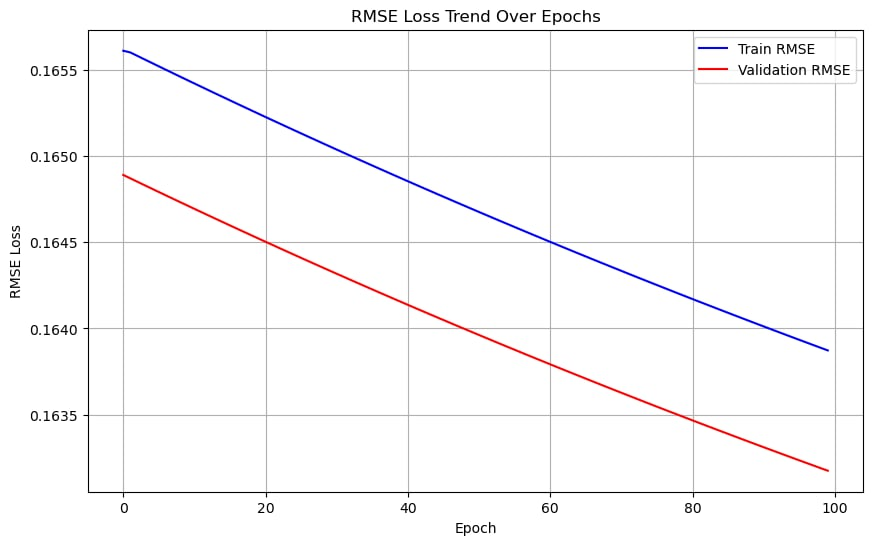 RMSE Loss Trend Over Epochs
Train RMSE
Validation RMSE
RMSE Loss
0.1655
0.1650
0.1645
0.1640
0.1635
0 20 40 60 80 100
Epoch